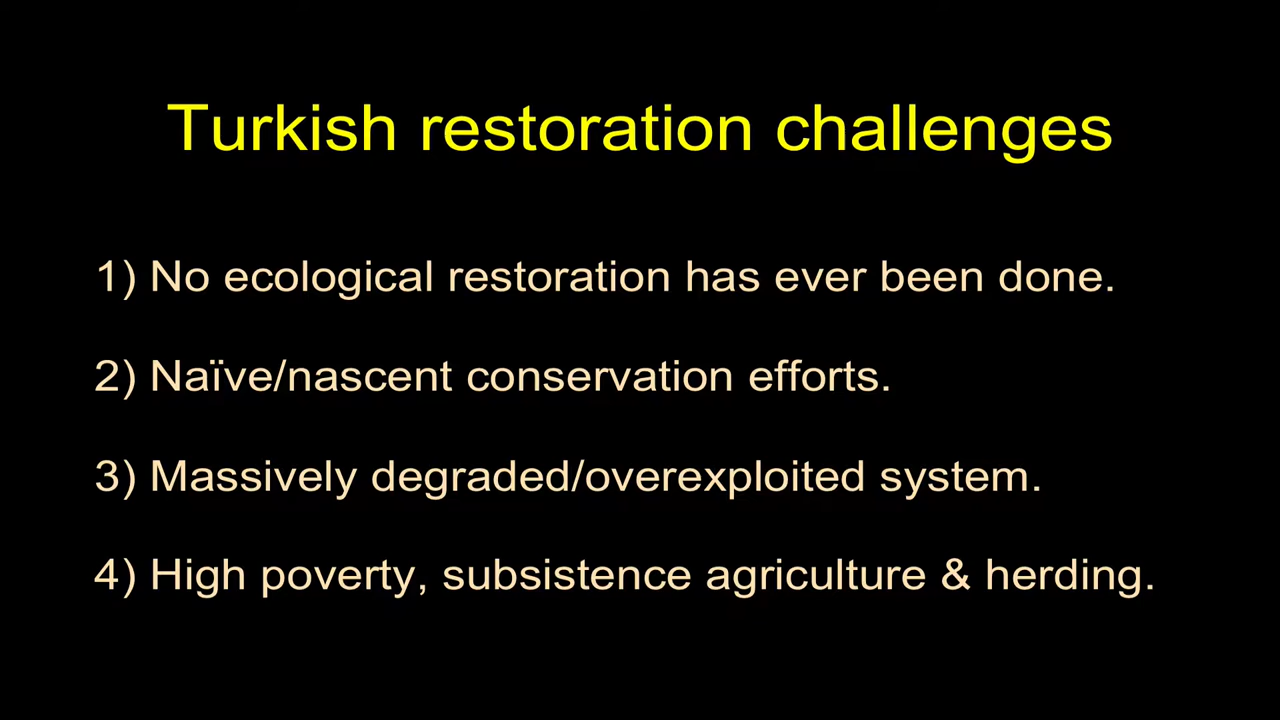 Turkish restoration challenges
1) No ecological restoration has ever been done.
2) Naïve/nascent conservation efforts.
3) Massively degraded/overexploited system.
4) High poverty, subsistence agriculture & herding.